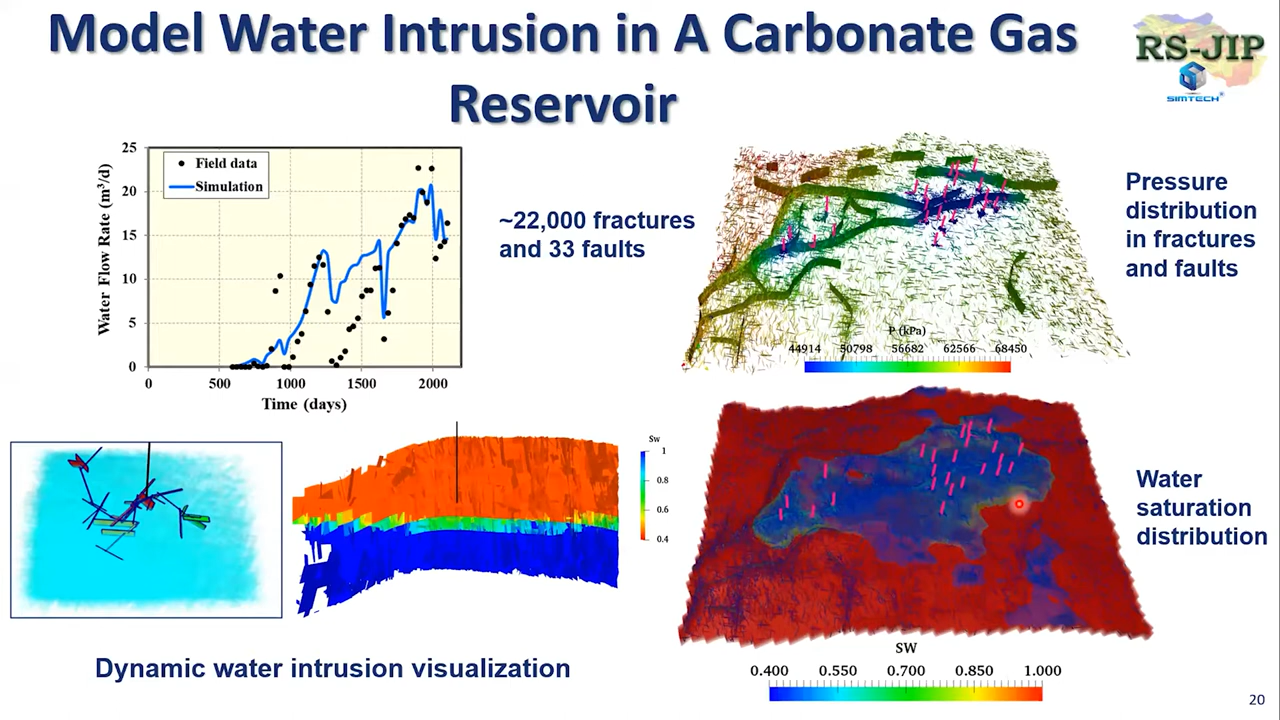 Model Water Intrusion in A Carbonate Gas
Reservoir
RS-JIP
SIMTECH
25
20
15
10
5
0
Water Flow Rate (m³/d)
Field data
Simulation
0 500 1000 1500 2000
Time (days)
~22,000 fractures
and 33 faults
P (kPa)
44914 50798 56682 62566 68450
Pressure
distribution
in fractures
and faults
Sw
1
0.8
0.6
0.4
Dynamic water intrusion visualization
Water
saturation
distribution
SW
0.400 0.550 0.700 0.850 1.000
20